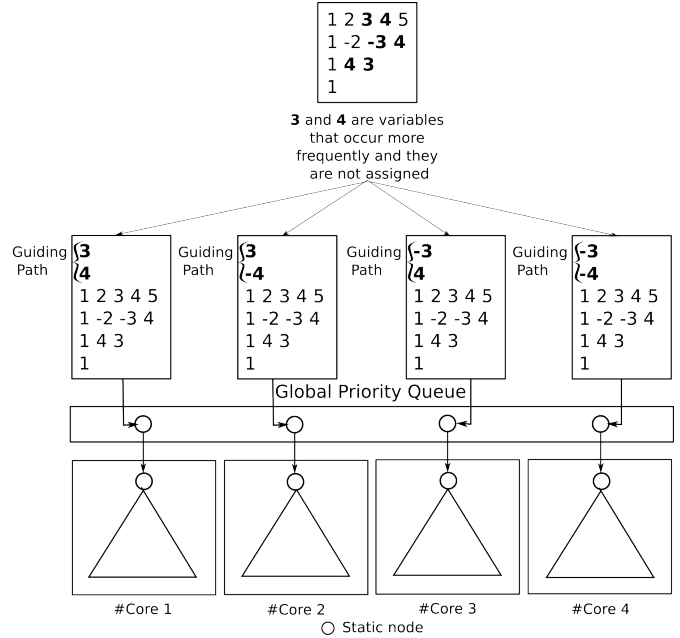 1 2 3 4 5
1 -2 -3 4
1 4 3
1
3 and 4 are variables
that occur more
frequently and they
are not assigned
Guiding Path
3
4
1 2 3 4 5
1 -2 -3 4
1 4 3
1
Guiding Path
3
-4
1 2 3 4 5
1 -2 -3 4
1 4 3
1
Guiding Path
-3
4
1 2 3 4 5
1 -2 -3 4
1 4 3
1
Guiding Path
-3
-4
1 2 3 4 5
1 -2 -3 4
1 4 3
1
Global Priority Queue
#Core 1
#Core 2
#Core 3
#Core 4
Static node